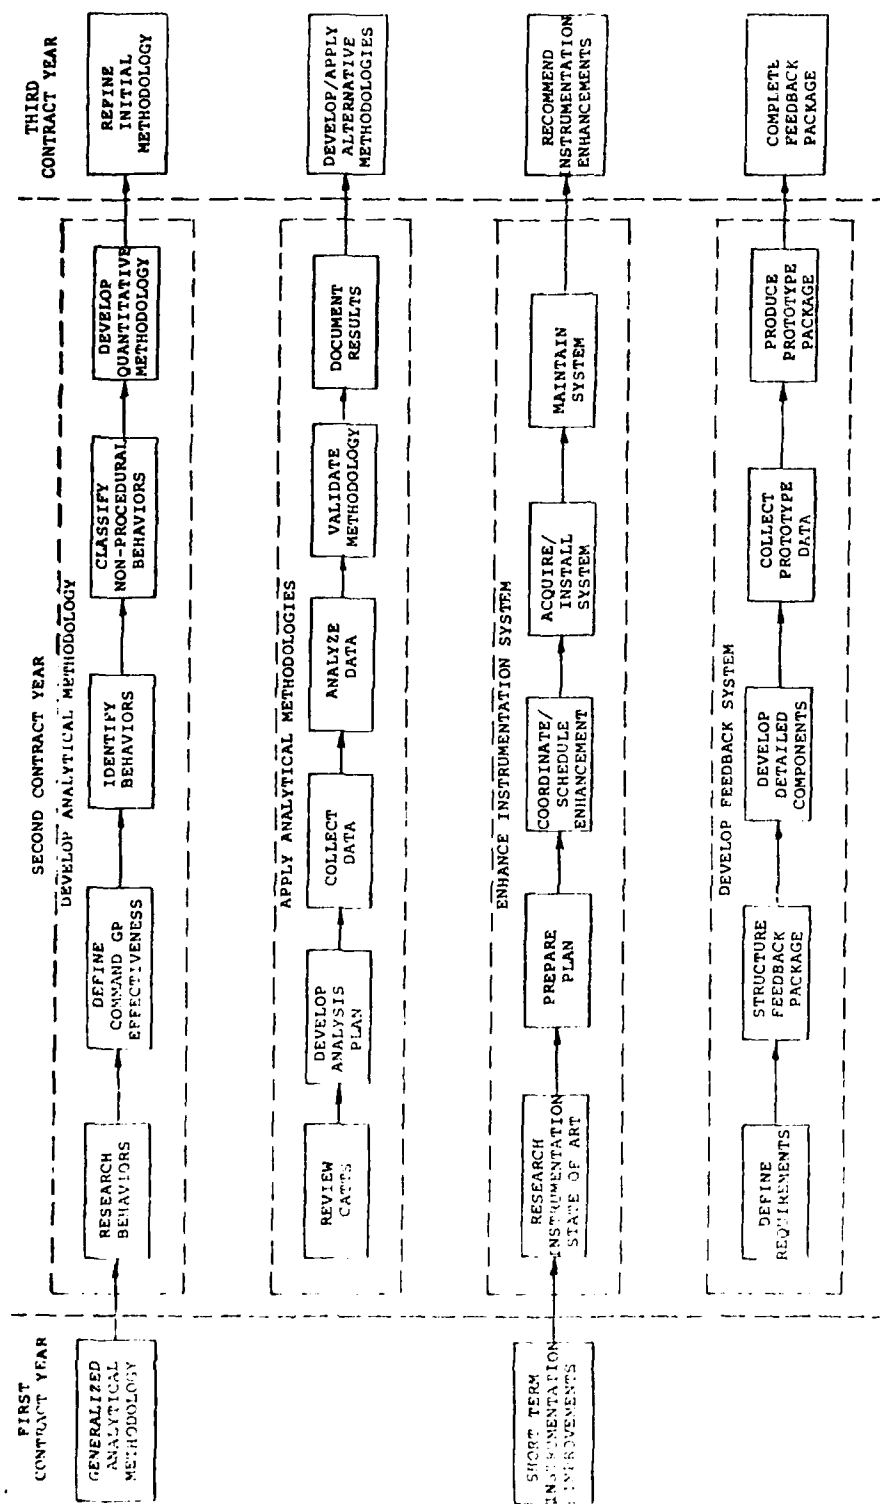 FIRST
CONTRACT YEAR
SECOND CONTRACT YEAR
THIRD
CONTRACT YEAR
DEVELOP ANALYTICAL METHODOLOGY
GENERALIZED
ANALYTICAL
METHODOLOGY
RESEARCH
BEHAVIORS
DEFINE
COMMAND GP
EFFECTIVENESS
IDENTIFY
BEHAVIORS
CLASSIFY
NON-PROCEDURAL
BEHAVIORS
DEVELOP
QUANTITATIVE
METHODOLOGY
REFINE
INITIAL
METHODOLOGY
APPLY ANALYTICAL METHODOLOGIES
REVIEW
CATTS
DEVELOP
ANALYSIS
PLAN
COLLECT
DATA
ANALYZE
DATA
VALIDATE
METHODOLOGY
DOCUMENT
RESULTS
DEVELOP/APPLY
ALTERNATIVE
METHODOLOGIES
ENHANCE INSTRUMENTATION SYSTEM
SHORT TERM
INSTRUMENTATION
IMPROVEMENTS
RESEARCH
INSTRUMENTATION
STATE OF ART
PREPARE
PLAN
COORDINATE/
SCHEDULE
ENHANCEMENT
ACQUIRE/
INSTALL
SYSTEM
MAINTAIN
SYSTEM
RECOMMEND
INSTRUMENTATION
ENHANCEMENTS
DEVELOP FEEDBACK SYSTEM
DEFINE
REQUIREMENTS
STRUCTURE
FEEDBACK
PACKAGE
DEVELOP
DETAILED
COMPONENTS
COLLECT
PROTOTYPE
DATA
PRODUCE
PROTOTYPE
PACKAGE
COMPLETE
FEEDBACK
PACKAGE